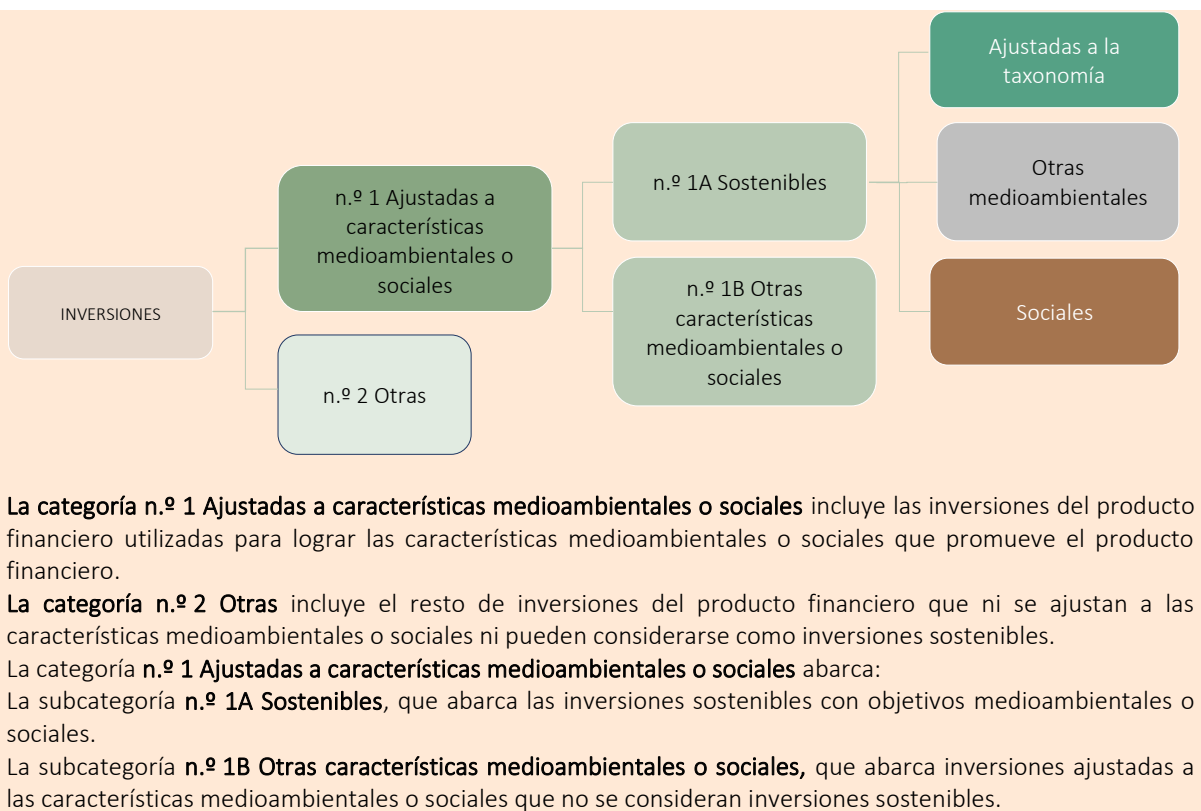 INVERSIONES
n.º 1 Ajustadas a
características
medioambientales o
sociales
n.º 2 Otras
n.º 1A Sostenibles
n.º 1B Otras
características
medioambientales o
sociales
Ajustadas a la
taxonomía
Otras
medioambientales
Sociales
La categoría n.º 1 Ajustadas a características medioambientales o sociales incluye las inversiones del producto
financiero utilizadas para lograr las características medioambientales o sociales que promueve el producto
financiero.
La categoría n.º 2 Otras incluye el resto de inversiones del producto financiero que ni se ajustan a las
características medioambientales o sociales ni pueden considerarse como inversiones sostenibles.
La categoría n.º 1 Ajustadas a características medioambientales o sociales abarca:
La subcategoría n.º 1A Sostenibles, que abarca las inversiones sostenibles con objetivos medioambientales o
sociales.
La subcategoría n.º 1B Otras características medioambientales o sociales, que abarca inversiones ajustadas a
las características medioambientales o sociales que no se consideran inversiones sostenibles.